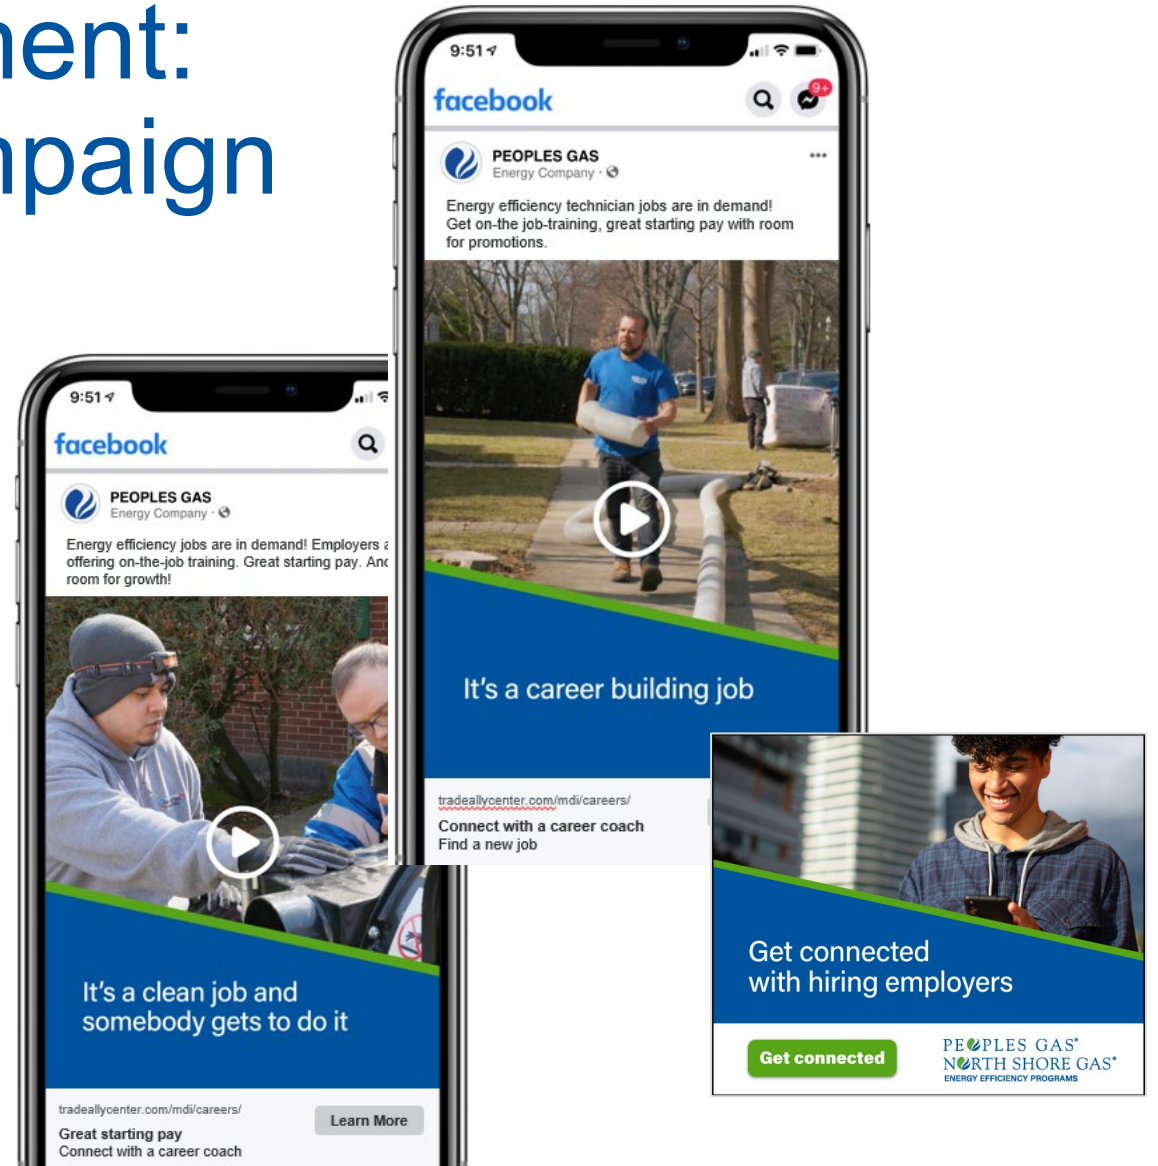 ment:
mpaign
9:51
facebook
9+
PEOPLES GAS
Energy Company ·
Energy efficiency technician jobs are in demand!
Get on-the job-training, great starting pay with room
for promotions.
It's a career building job
tradeallycenter.com/mdi/careers/
Connect with a career coach
Find a new job
9:51
facebook
PEOPLES GAS
Energy Company ·
Energy efficiency jobs are in demand! Employers a
offering on-the-job training. Great starting pay. And
room for growth!
It's a clean job and
somebody gets to do it
tradeallycenter.com/mdi/careers/
Learn More
Great starting pay
Connect with a career coach
Get connected
with hiring employers
Get connected
PEOPLES GAS®
NORTH SHORE GAS®
ENERGY EFFICIENCY PROGRAMS